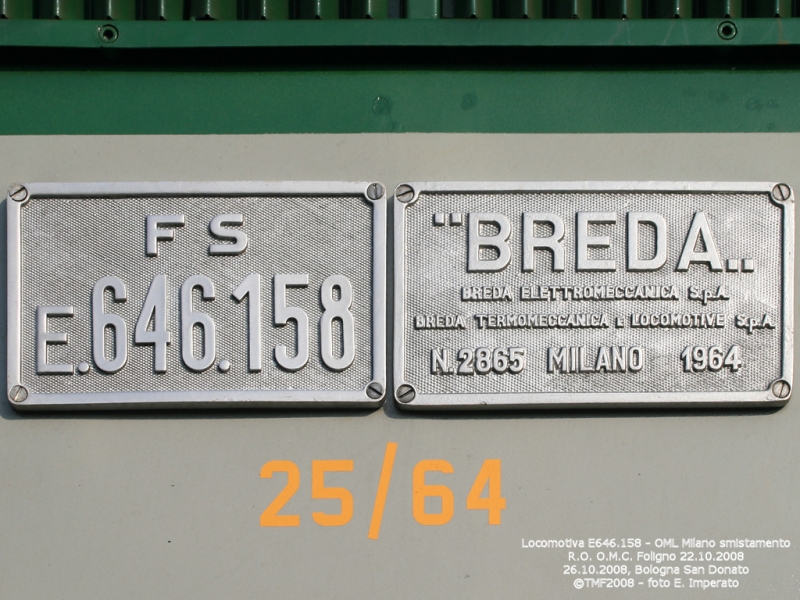 FS
E.646.158
"BREDA„
BREDA ELETTROMECCANICA S.p.A.
BREDA TERMOMECCANICA E LOCOMOTIVE S.p.A.
N.2865 MILANO 1964
25/64
Locomotiva E646.158 - OML Milano smistamento
R.O. O.M.C. Foligno 22.10.2008
26.10.2008, Bologna San Donato
©TMF2008 - foto E. Imperato